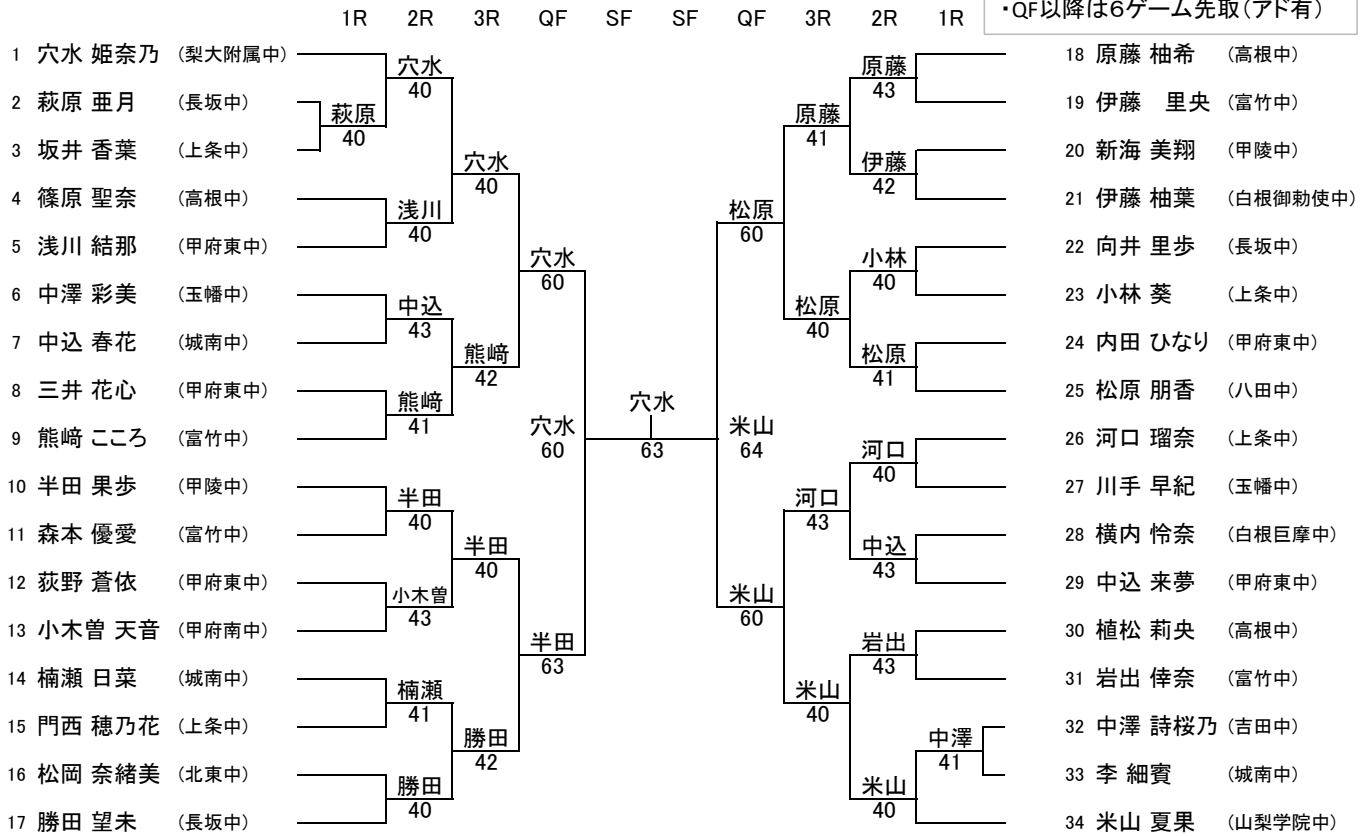 1R 2R 3R QF SF SF QF 3R 2R 1R
・QF以降は6ゲーム先取(アド有)
1 穴水 姫奈乃 (梨大附属中)
2 萩原 亜月 (長坂中)
3 坂井 香葉 (上条中)
4 篠原 聖奈 (高根中)
5 浅川 結那 (甲府東中)
6 中澤 彩美 (玉幡中)
7 中込 春花 (城南中)
8 三井 花心 (甲府東中)
9 熊﨑 こころ (富竹中)
10 半田 果歩 (甲陵中)
11 森本 優愛 (富竹中)
12 荻野 蒼依 (甲府東中)
13 小木曽 天音 (甲府南中)
14 楠瀬 日菜 (城南中)
15 門西 穂乃花 (上条中)
16 松岡 奈緒美 (北東中)
17 勝田 望未 (長坂中)
萩原
40
穴水
40
浅川
40
中込
43
熊﨑
41
半田
40
小木曽
43
楠瀬
41
勝田
40
穴水
40
熊﨑
42
半田
40
勝田
42
穴水
60
半田
63
穴水
60
穴水
63
米山
64
松原
60
米山
60
原藤
41
松原
40
河口
43
米山
40
原藤
43
伊藤
42
小林
40
松原
41
河口
40
中込
43
岩出
43
米山
40
中澤
41
18 原藤 柚希 (高根中)
19 伊藤 里央 (富竹中)
20 新海 美翔 (甲陵中)
21 伊藤 柚葉 (白根御勅使中)
22 向井 里歩 (長坂中)
23 小林 葵 (上条中)
24 内田 ひなり (甲府東中)
25 松原 朋香 (八田中)
26 河口 瑠奈 (上条中)
27 川手 早紀 (玉幡中)
28 横内 怜奈 (白根巨摩中)
29 中込 来夢 (甲府東中)
30 植松 莉央 (高根中)
31 岩出 倖奈 (富竹中)
32 中澤 詩桜乃 (吉田中)
33 李 細賓 (城南中)
34 米山 夏果 (山梨学院中)